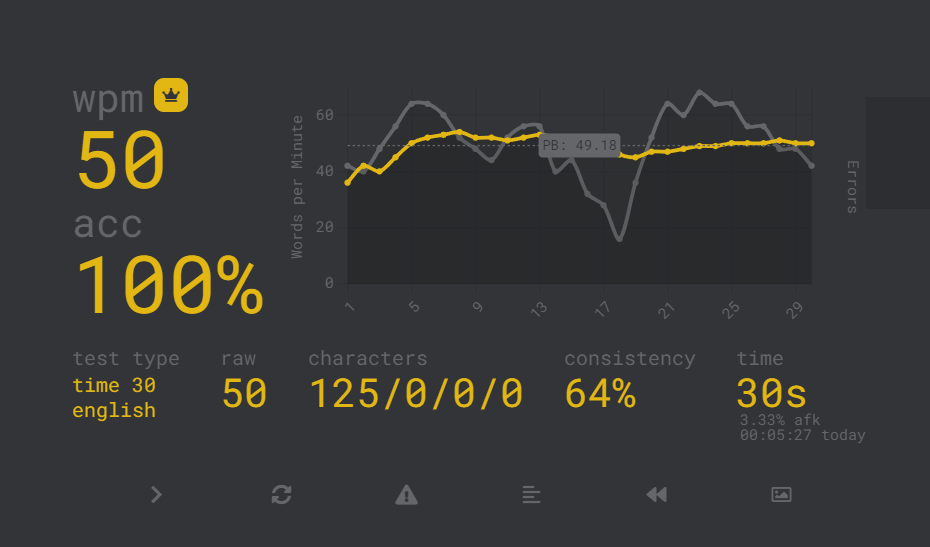 wpm
50
acc
100%
Words per Minute
60
40
20
0
PB: 49.18
1 5 9 13 17 21 25 29
Errors
test type
time 30
english
raw
50
characters
125/0/0/0
consistency
64%
time
30s
3.33% afk
00:05:27 today